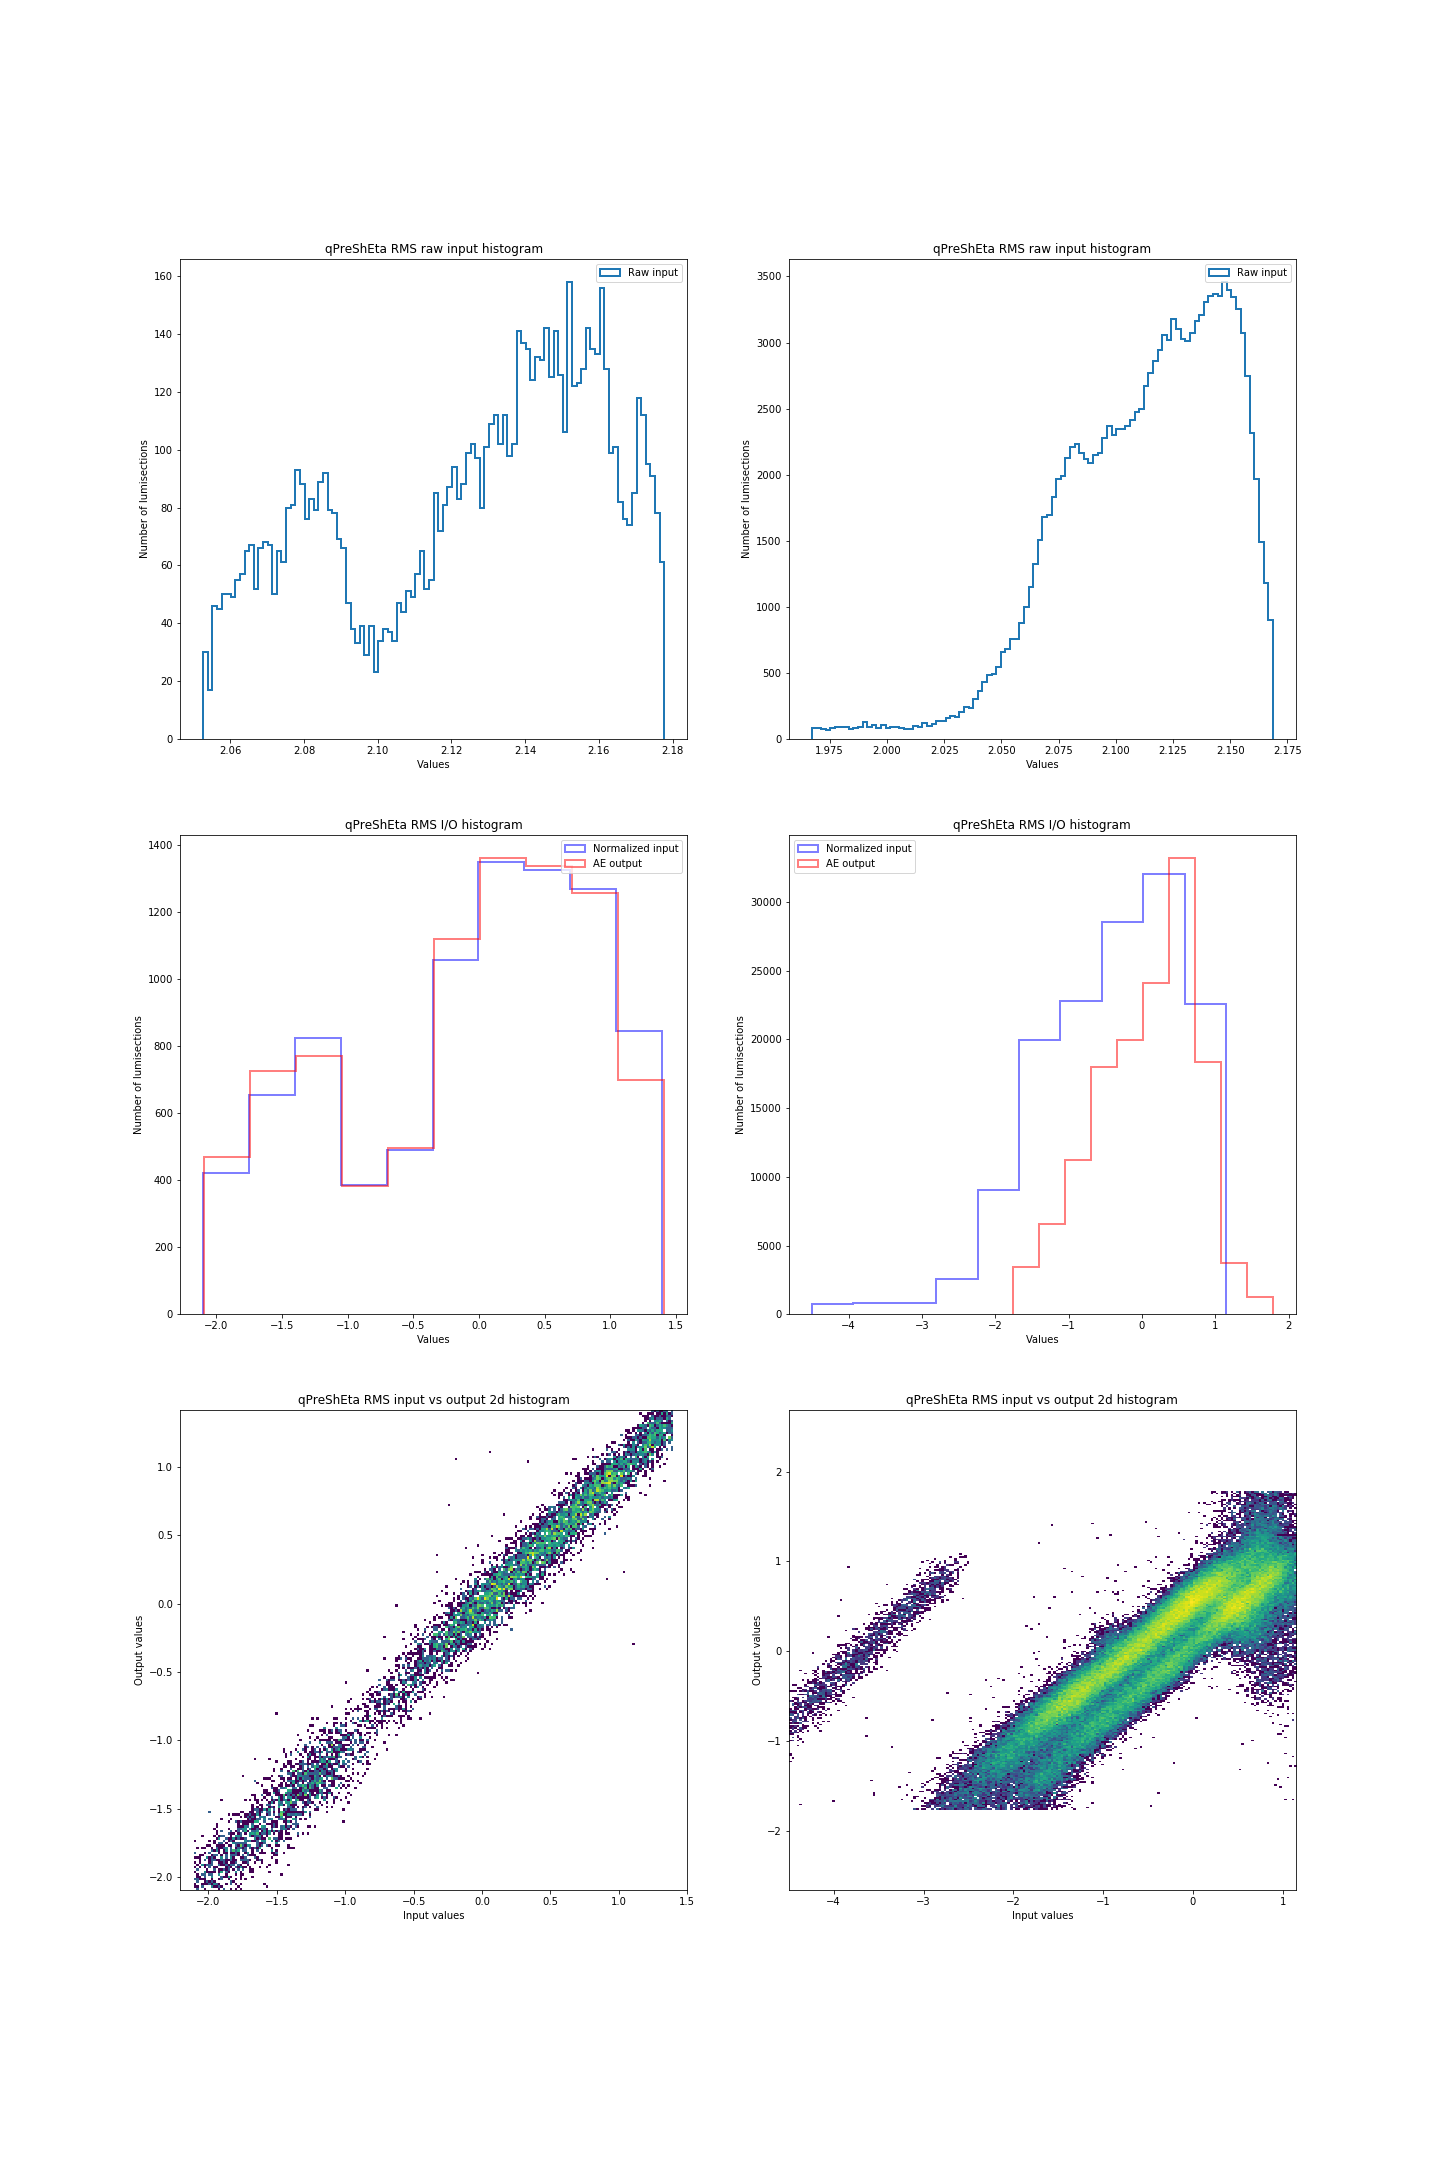 qPreShEta RMS raw input histogram
Raw input
Number of lumisections
160
140
120
100
80
60
40
20
0
2.06 2.08 2.10 2.12 2.14 2.16 2.18
Values
qPreShEta RMS raw input histogram
Raw input
Number of lumisections
3500
3000
2500
2000
1500
1000
500
0
1.975 2.000 2.025 2.050 2.075 2.100 2.125 2.150 2.175
Values
qPreShEta RMS I/O histogram
Normalized input
AE output
Number of lumisections
1400
1200
1000
800
600
400
200
0
−2.0 −1.5 −1.0 −0.5 0.0 0.5 1.0 1.5
Values
qPreShEta RMS I/O histogram
Normalized input
AE output
Number of lumisections
30000
25000
20000
15000
10000
5000
0
−4 −3 −2 −1 0 1 2
Values
qPreShEta RMS input vs output 2d histogram
Output values
1.0
0.5
0.0
−0.5
−1.0
−1.5
−2.0
−2.0 −1.5 −1.0 −0.5 0.0 0.5 1.0 1.5
Input values
qPreShEta RMS input vs output 2d histogram
Output values
2
1
0
−1
−2
−4 −3 −2 −1 0 1
Input values